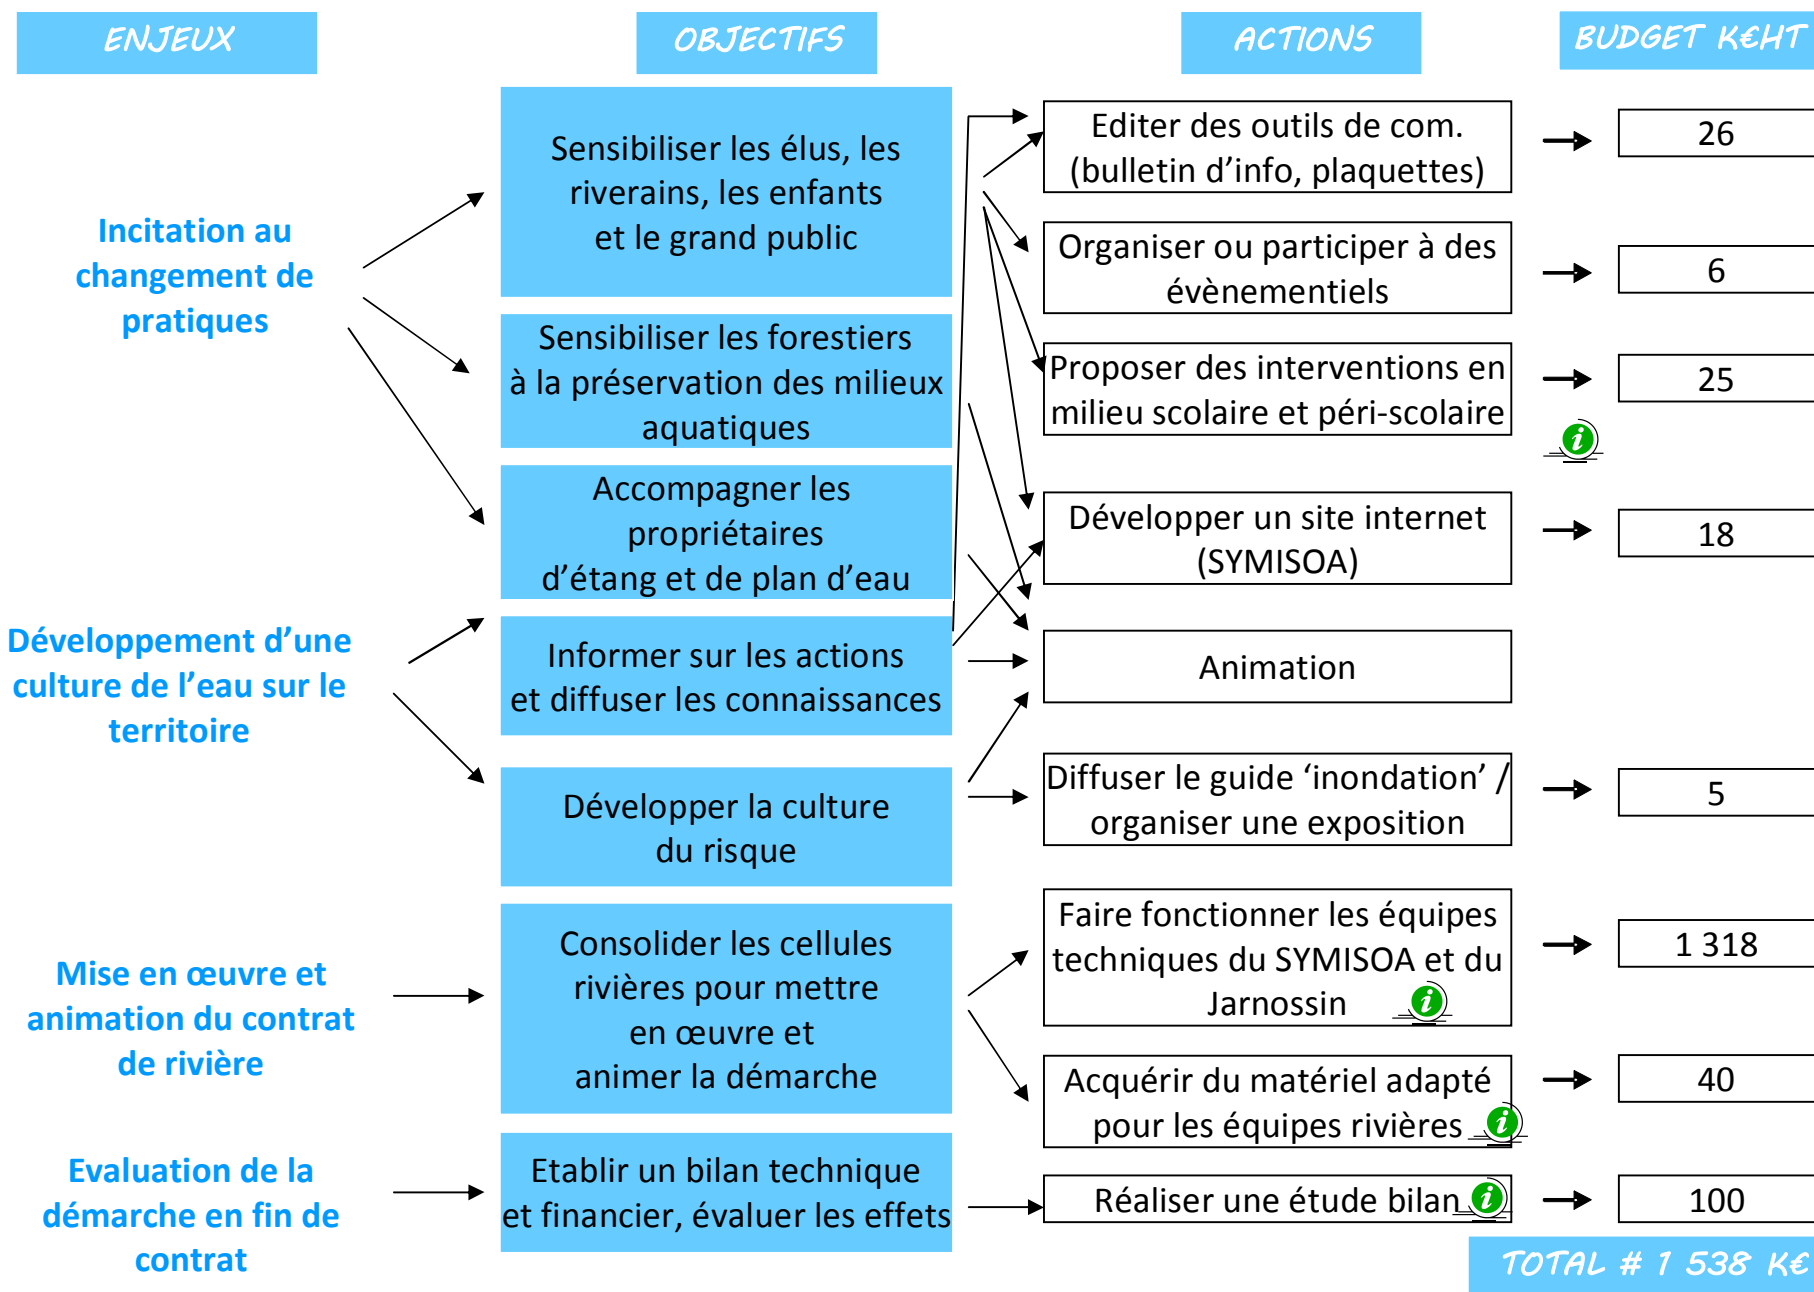 ENJEUX
OBJECTIFS
ACTIONS
BUDGET K€HT
Incitation au
changement de
pratiques
Développement d’une
culture de l’eau sur le
territoire
Mise en œuvre et
animation du contrat
de rivière
Evaluation de la
démarche en fin de
contrat
Sensibiliser les élus, les
riverains, les enfants
et le grand public
Sensibiliser les forestiers
à la préservation des milieux
aquatiques
Accompagner les
propriétaires
d’étang et de plan d’eau
Informer sur les actions
et diffuser les connaissances
Développer la culture
du risque
Consolider les cellules
rivières pour mettre
en œuvre et
animer la démarche
Etablir un bilan technique
et financier, évaluer les effets
Editer des outils de com.
(bulletin d’info, plaquettes)
26
Organiser ou participer à des
évènementiels
6
Proposer des interventions en
milieu scolaire et péri-scolaire
25
i
Développer un site internet
(SYMISOA)
18
Animation
Diffuser le guide ‘inondation’ /
organiser une exposition
5
Faire fonctionner les équipes
techniques du SYMISOA et du
Jarnossin i
1 318
Acquérir du matériel adapté
pour les équipes rivières i
40
Réaliser une étude bilan i
100
TOTAL # 1 538 K€